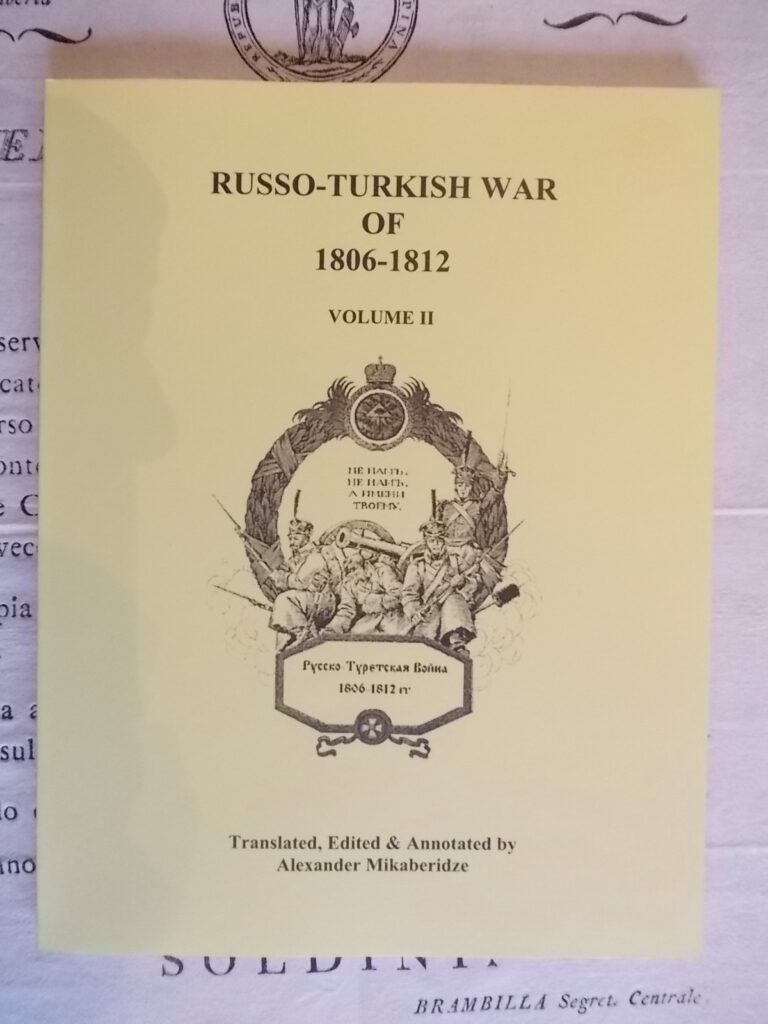 RUSSO-TURKISH WAR
OF
1806-1812
VOLUME II
НЕ НАМЪ,
НЕ НАМЪ,
А ИМЕНИ
ТВОЕМУ.
Русско-Туретская Война
1806-1812 гг
Translated, Edited & Annotated by
Alexander Mikaberidze
BRAMBILLA Segret. Centrale.